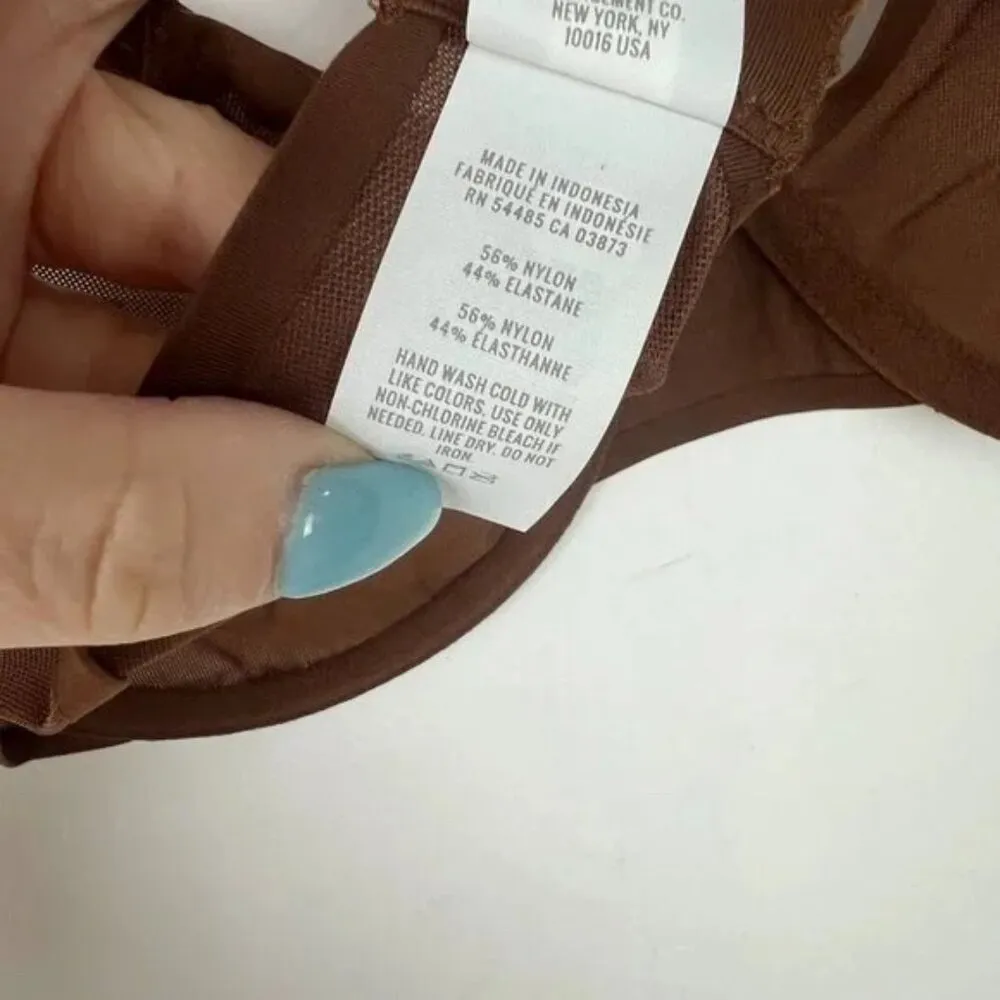 CO.
NEW YORK, NY
10016 USA
MADE IN INDONESIA
FABRIQUÉ EN INDONÉSIE
RN 54485 CA 03873
56% NYLON
44% ELASTANE
56% NYLON
44% ÉLASTHANNE
HAND WASH COLD WITH
LIKE COLORS. USE ONLY
NON-CHLORINE BLEACH IF
NEEDED. LINE DRY. DO NOT
IRON.